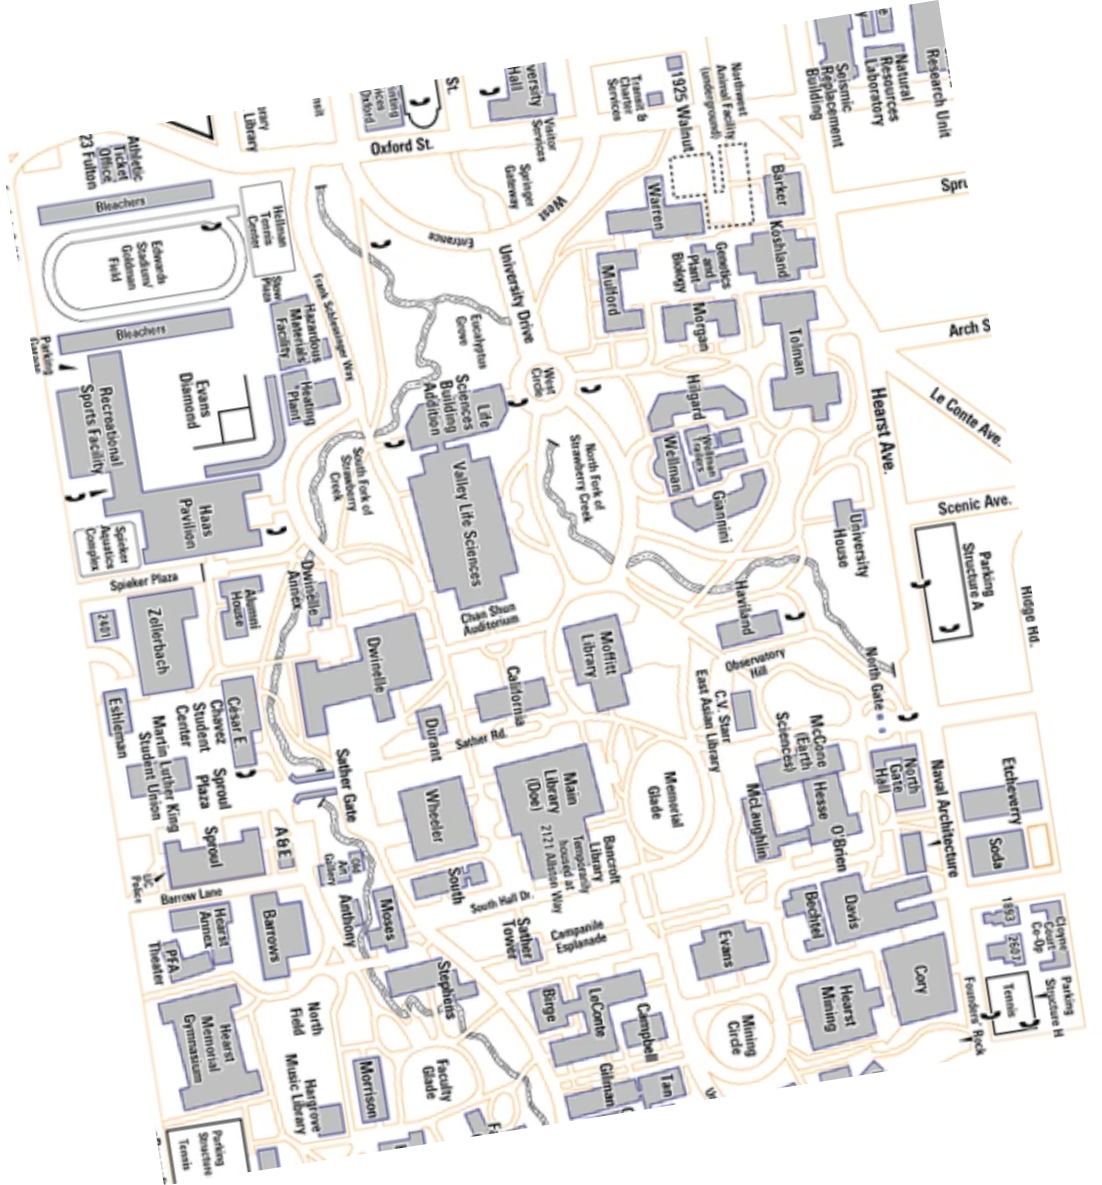 Research Unit
Natural
Resources
Laboratory
Seismic
Replacement
Building
Northwest
Animal Facility
(underground)
1925 Walnut
Transit &
Charter
Services
Visitor
Services
versity
Hall
St.
inting
ices
Oxford
Library
Oxford St.
Athletic
Ticket
Office
23 Fulton
Bleachers
Hellman
Tennis
Center
Edwards
Stadium/
Goldman
Field
Springer
Gateway
West
Entrance
University Drive
Warren
Barker
Koshland
Genetics
and
Plant
Biology
Mulford
Morgan
Tolman
Hearst Ave.
Arch S
Le Conte Ave.
Scenic Ave.
Ridge Hd.
Frank Schlessinger Way
Hazardous
Materials
Facility
Heating
Plant
Bleachers
Evans
Diamond
Recreational
Sports Facility
Parking
Eucalyptus
Grove
West
Circle
Life
Sciences
Building
Addition
Valley Life Sciences
Chan Shun
Auditorium
South Fork of
Strawberry
Creek
North Fork of
Strawberry Creek
Hilgard
Wellman
Trailers
Wellman
Giannini
University
House
Parking
Structure A
Haas
Pavilion
Spieker
Aquatics
Complex
Spieker Plaza
2401
Zellerbach
Alumni
House
Dwinelle
Annex
Dwinelle
Haviland
Observatory
Hill
North Gate
Moffitt
Library
California
Durant
Sather Rd.
C.V. Starr
East Asian Library
McCone
(Earth
Sciences)
Hesse
O'Brien
McLaughlin
North
Gate
Hall
Naval Architecture
Etcheverry
Soda
Eshleman
César E.
Chavez
Student
Center
Martin Luther King
Student Union
Sproul
Plaza
Sproul
Sather Gate
Wheeler
Main
Library
(Doe)
Memorial
Glade
Bancroft
Library
Temporarily
housed at
2121 Allston Way
South
South Hall Dr.
A&E
Old
Art
Gallery
Anthony
Moses
UC
Police
Barrow Lane
Barrows
Hearst
Annex
PFA
Theater
Sather
Tower
Campanile
Esplanade
Evans
Bechtel
Davis
Cory
1893
2607
Cloyne
Court
Co-Op
Tennis
Parking
Structure H
Founders' Rock
Hearst
Mining
Mining
Circle
Stephens
Birge
LeConte
Campbell
Gilman
Tan
Hearst
Memorial
Gymnasium
North
Field
Hargrove
Music Library
Morrison
Faculty
Glade
Parking
Structure
Tennis